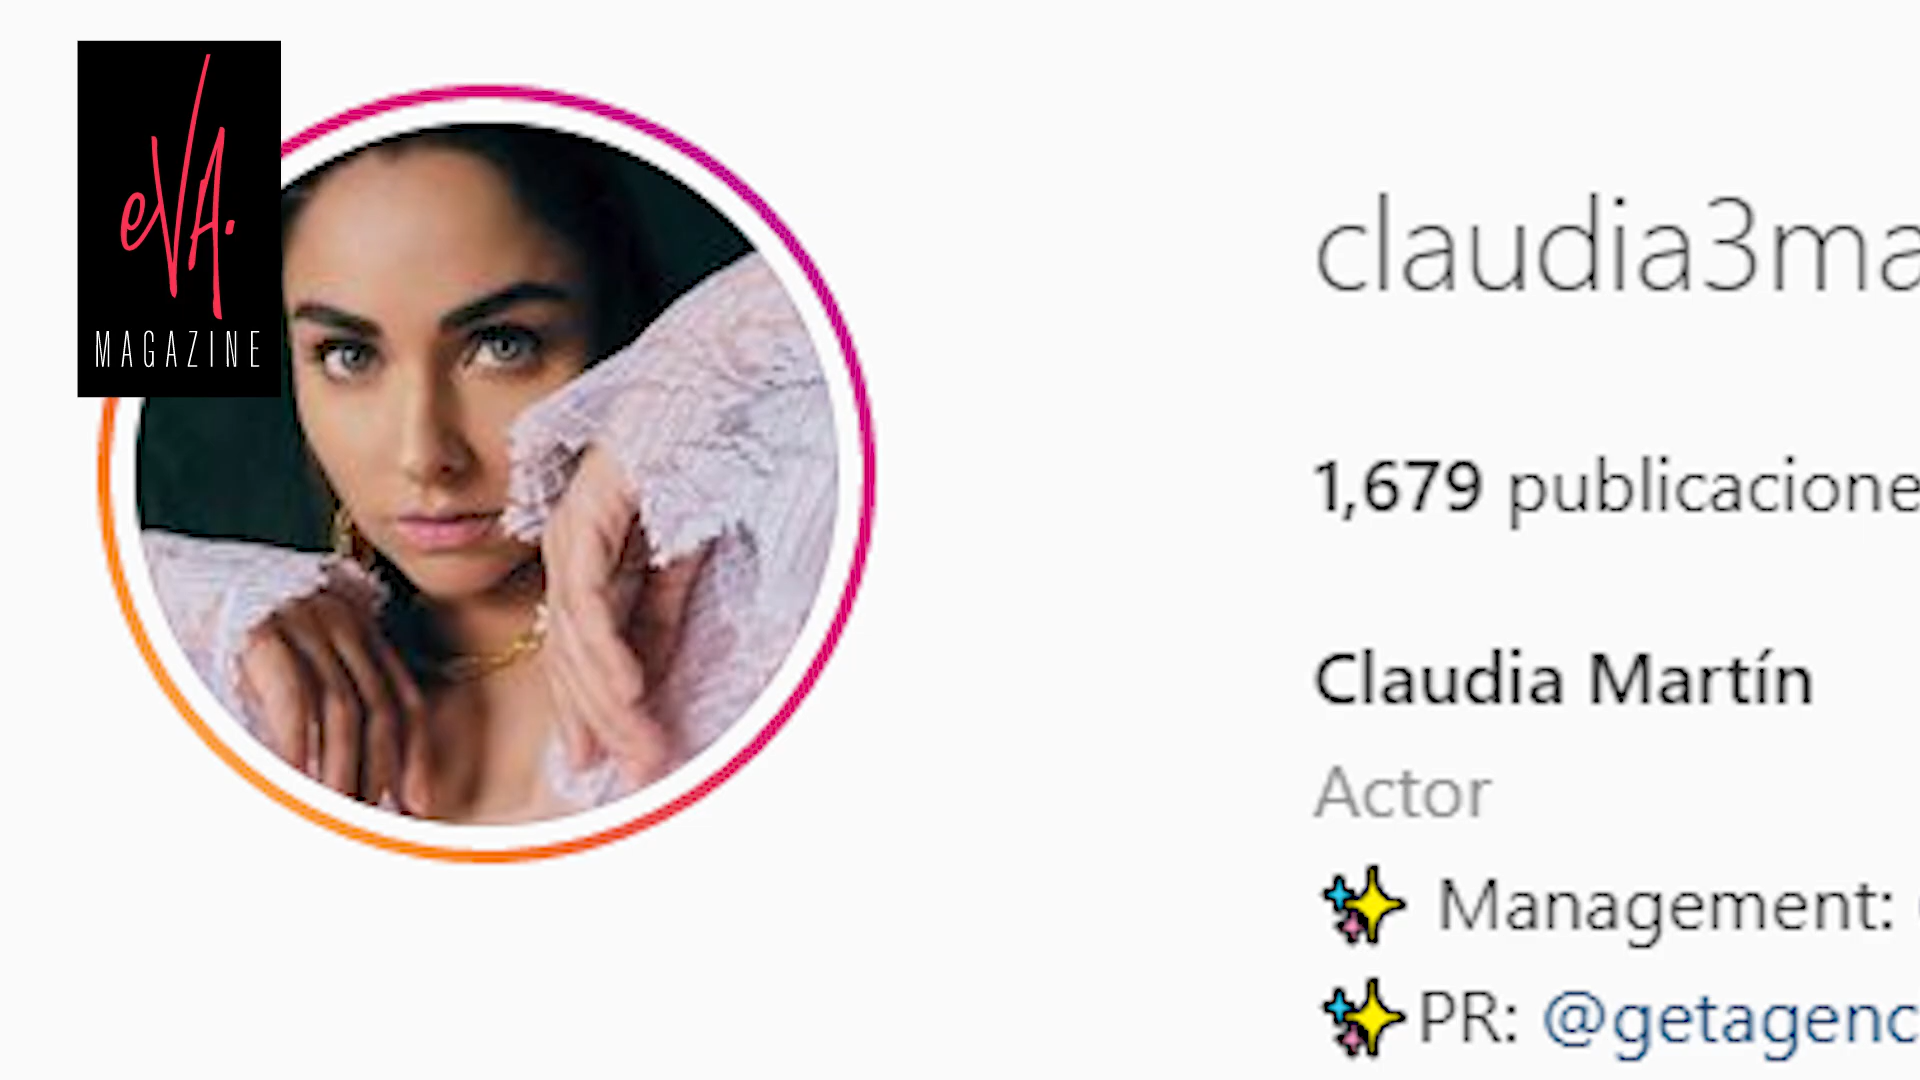 eVA.
MAGAZINE
claudia3ma
1,679 publicacione
Claudia Martín
Actor
✨ Management:
✨ PR: @getagenc